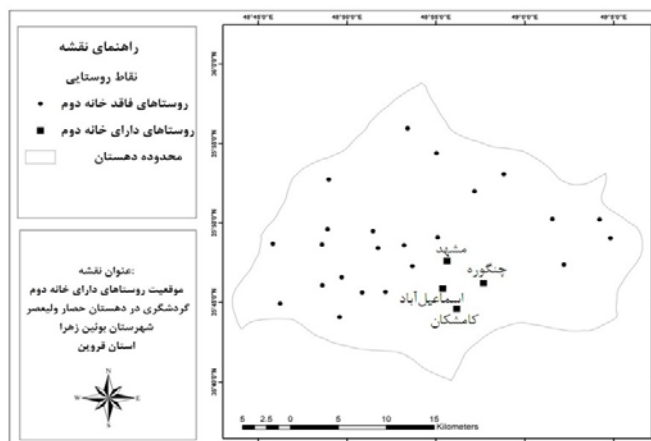 راهنمای نقشه
نقاط روستایی
روستاهای فاقد خانه دوم
روستاهای دارای خانه دوم
محدوده دهستان
عنوان نقشه:
موقعیت روستاهای دارای خانه دوم
گردشگری در دهستان حصار ولیعصر
شهرستان بوئین زهرا
استان قزوین
N
W E
S
مشهد
چنگوره
اسماعیل‌آباد
کامشکان
5 2.5 0 5 10 15
Kilometers